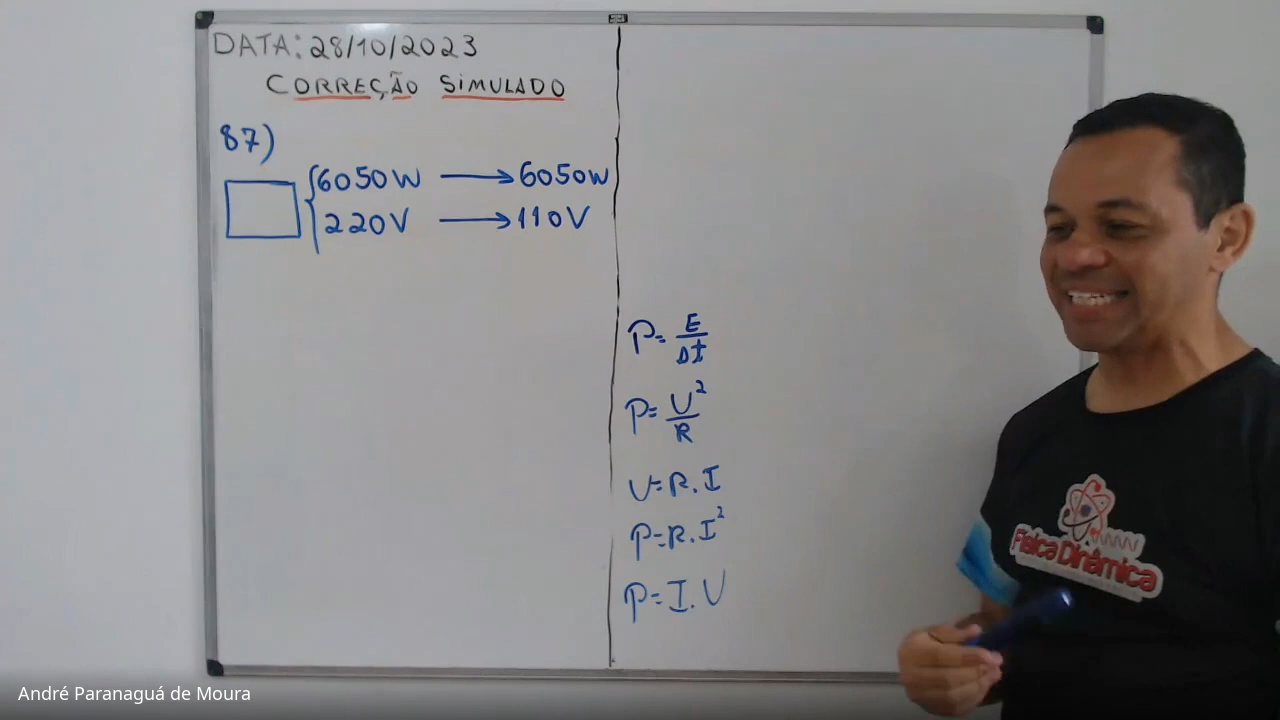 DATA: 28/10/2023
CORREÇÃO SIMULADO
87)
6050W → 6050W
220V → 110V
P = E/Δt
P = U²/R
U = R.I
P = R.I²
P = I.U
Física Dinâmica
André Paranaguá de Moura